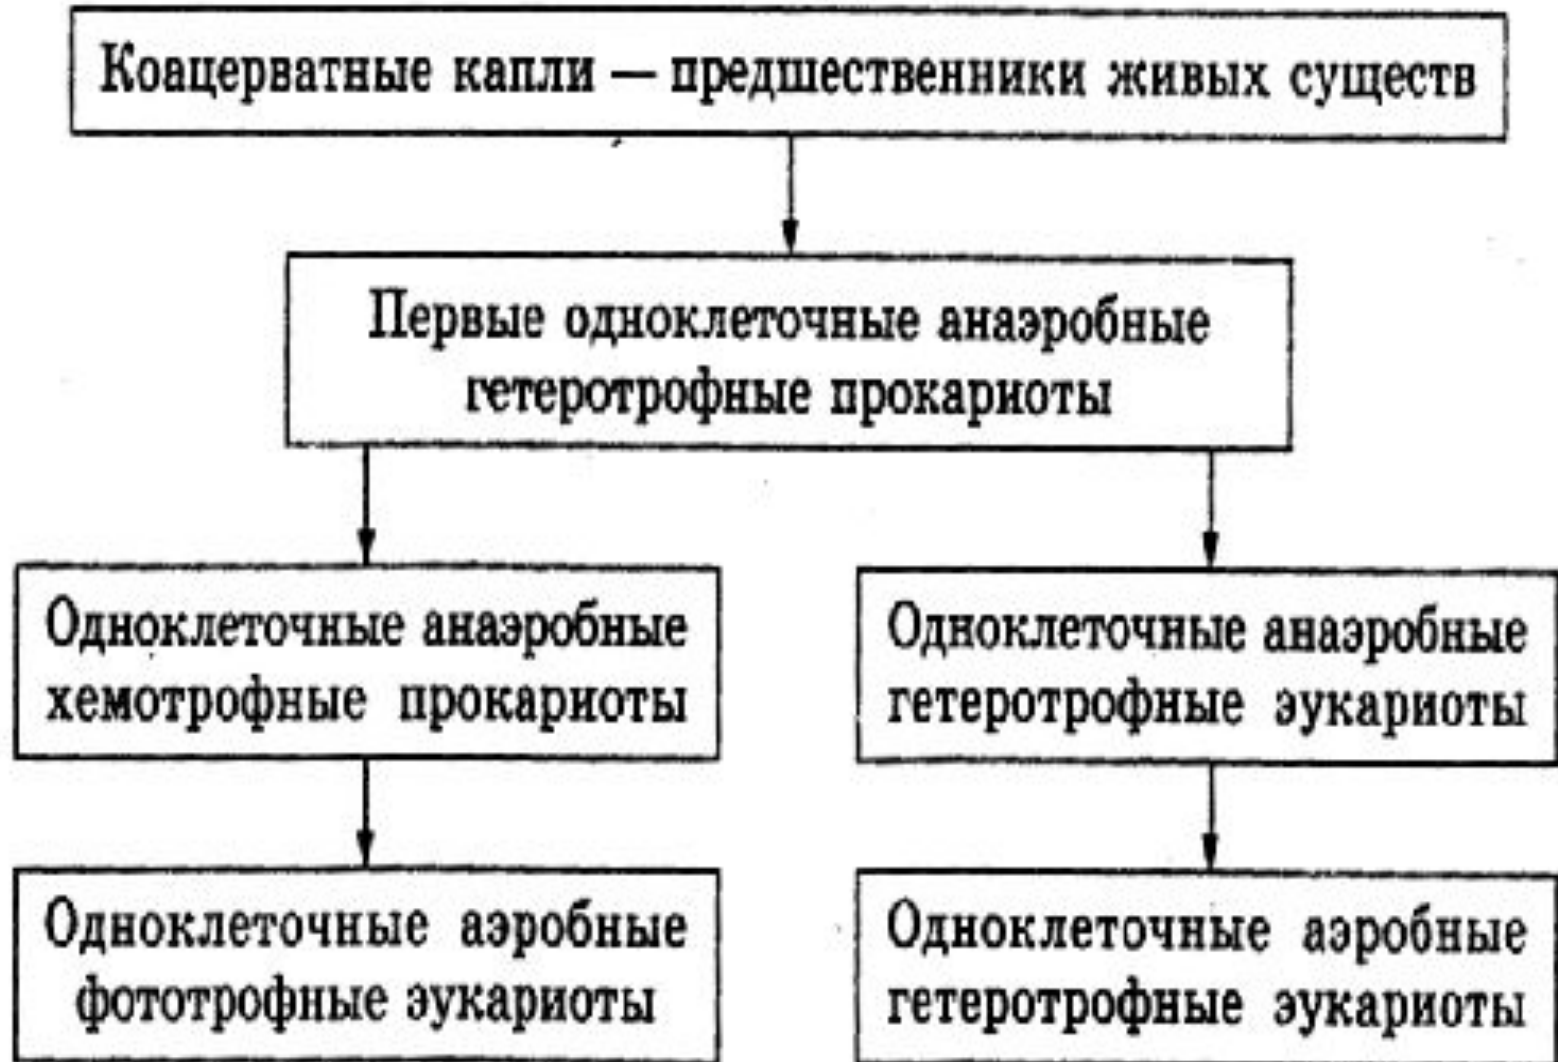 Коацерватные капли — предшественники живых существ
Первые одноклеточные анаэробные
гетеротрофные прокариоты
Одноклеточные анаэробные
хемотрофные прокариоты
Одноклеточные анаэробные
гетеротрофные эукариоты
Одноклеточные аэробные
фототрофные эукариоты
Одноклеточные аэробные
гетеротрофные эукариоты